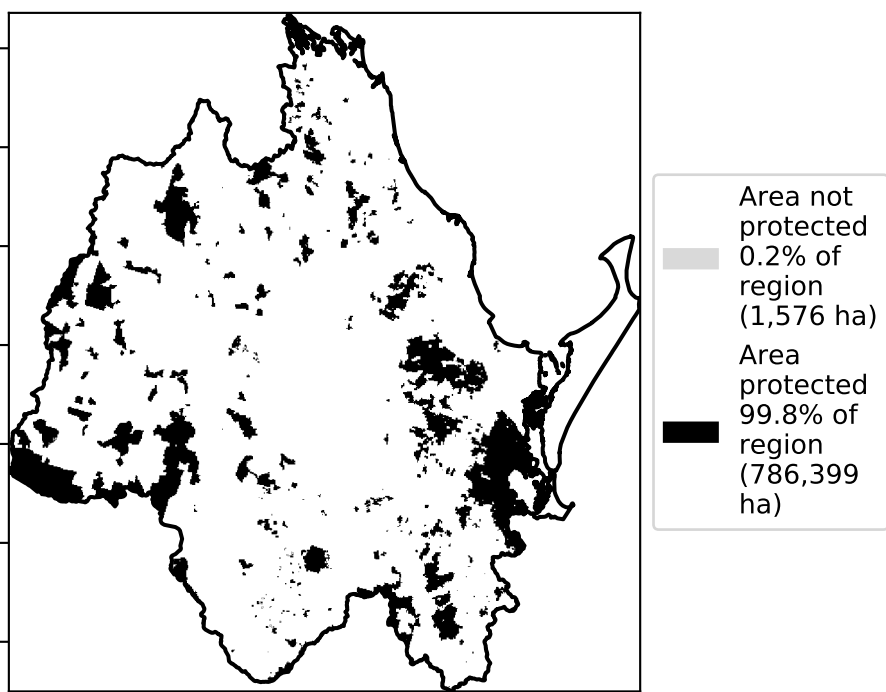 Area not
protected
0.2% of
region
(1,576 ha)
Area
protected
99.8% of
region
(786,399
ha)